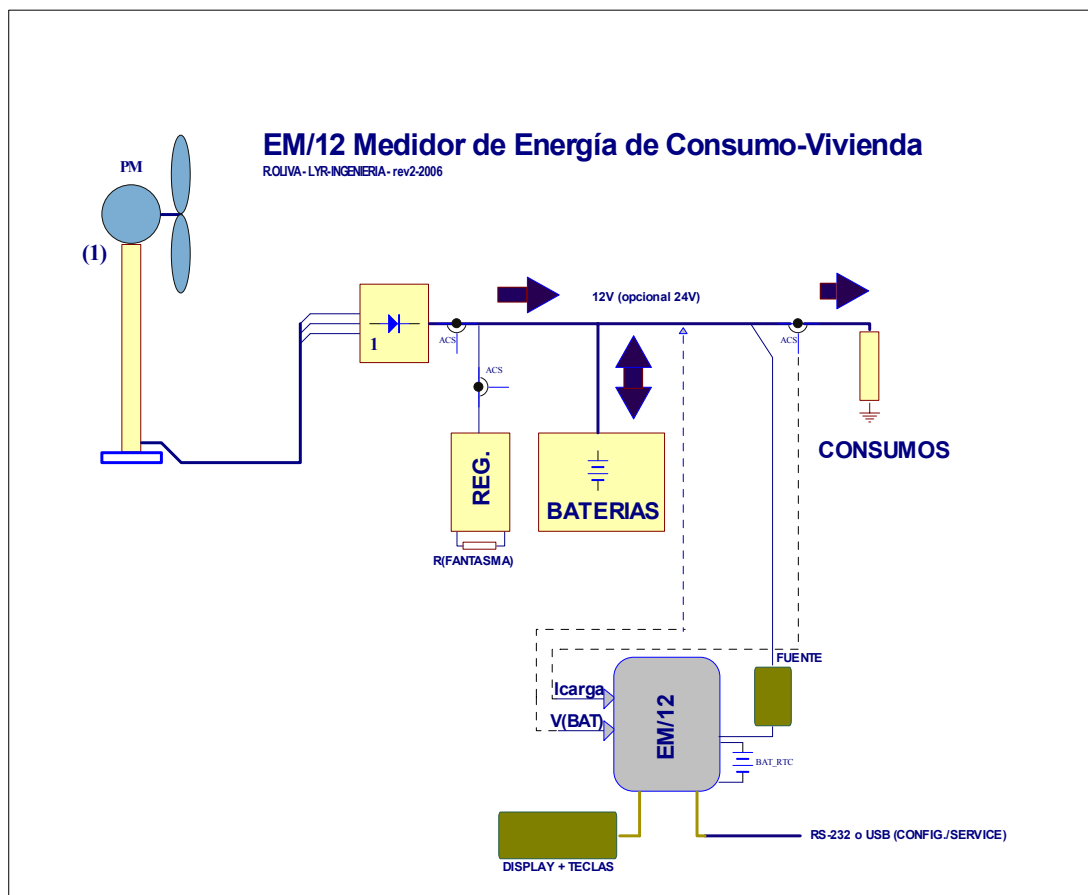 EM/12 Medidor de Energía de Consumo-Vivienda
R.OLIVA - LYR-INGENIERIA - rev2-2006
PM
(1)
12V (opcional 24V)
1
ACS
ACS
ACS
REG.
BATERIAS
CONSUMOS
R(FANTASMA)
FUENTE
Icarga
V(BAT)
EM/12
BAT_RTC
RS-232 o USB (CONFIG./SERVICE)
DISPLAY + TECLAS